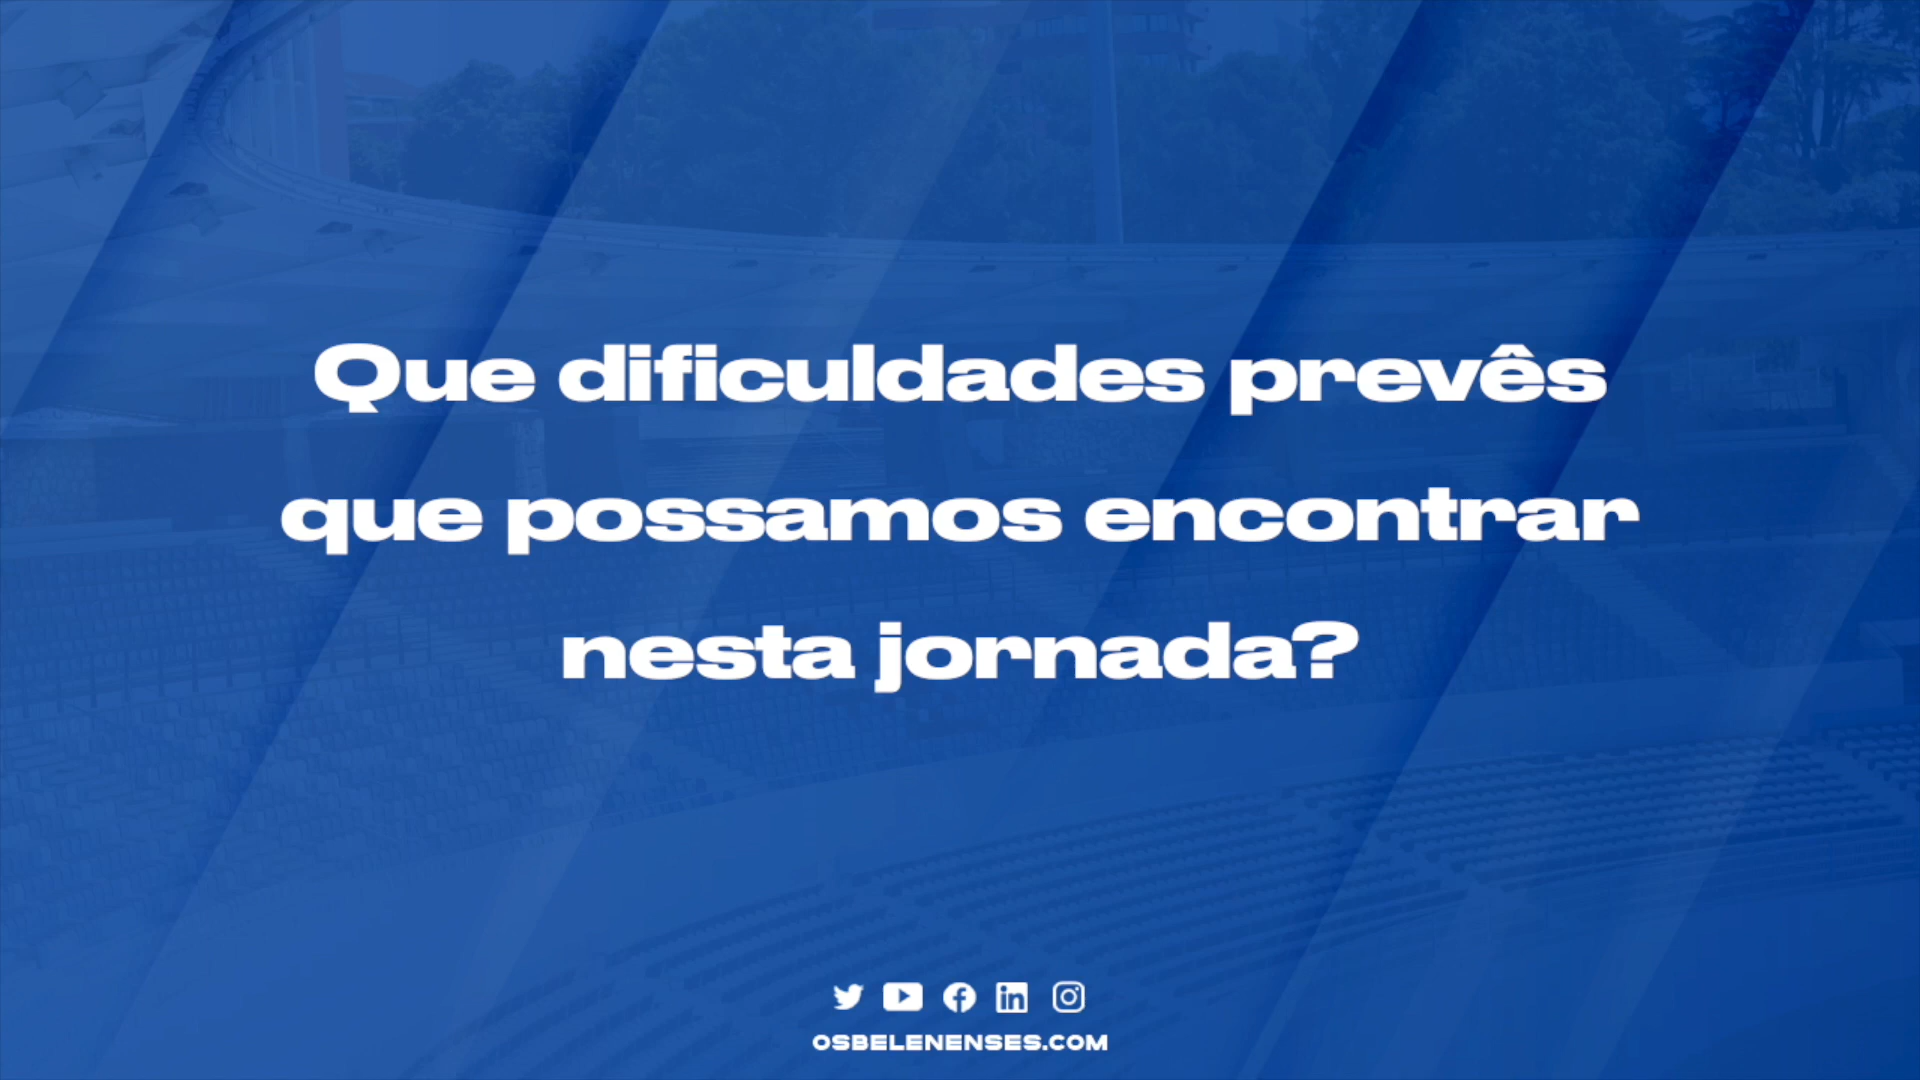 Que dificuldades prevês
que possamos encontrar
nesta jornada?
OSBELENENSES.COM